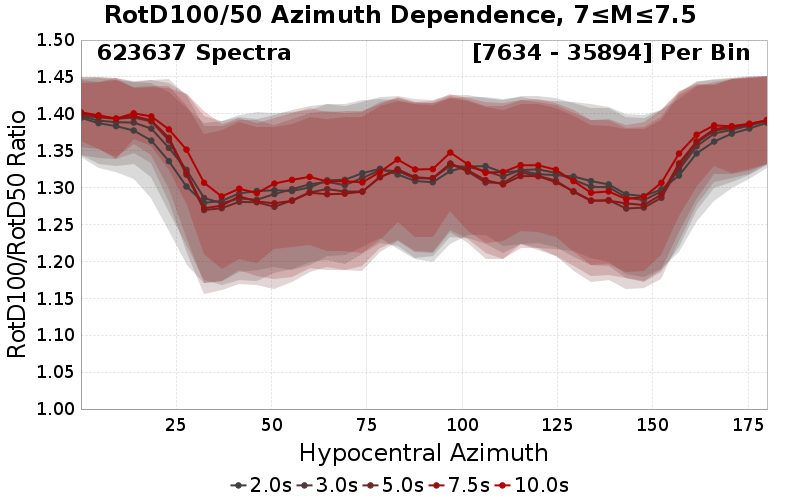 RotD100/50 Azimuth Dependence, 7≤M≤7.5
623637 Spectra
[7634 - 35894] Per Bin
RotD100/RotD50 Ratio
1.50
1.45
1.40
1.35
1.30
1.25
1.20
1.15
1.10
1.05
1.00
25 50 75 100 125 150 175
Hypocentral Azimuth
2.0s 3.0s 5.0s 7.5s 10.0s